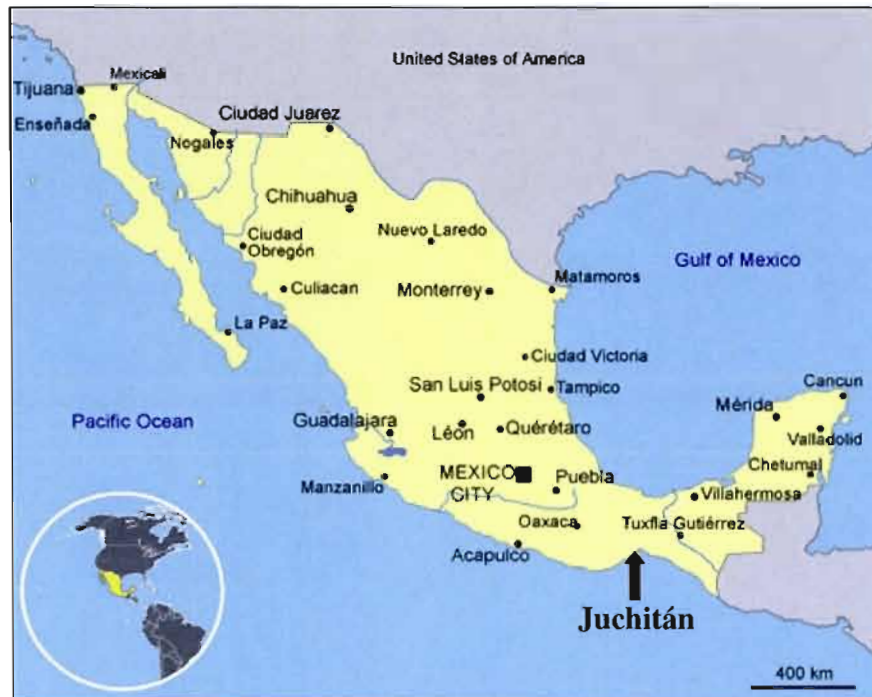 United States of America
Mexicali
Tijuana
Ciudad Juarez
Enseñada
Nogales
Chihuahua
Nuevo Laredo
Ciudad
Obregón
Gulf of Mexico
Matamoros
Culiacan
Monterrey
La Paz
Ciudad Victoria
San Luis Potosi
Tampico
Cancun
Mérida
Pacific Ocean
Guadalajara
Léon
Quérétaro
Valladolid
Chetumal
MEXICO
CITY
Puebla
Manzanillo
Villahermosa
Oaxaca
Tuxfla Gutiérrez
Acapulco
Juchitán
400 km